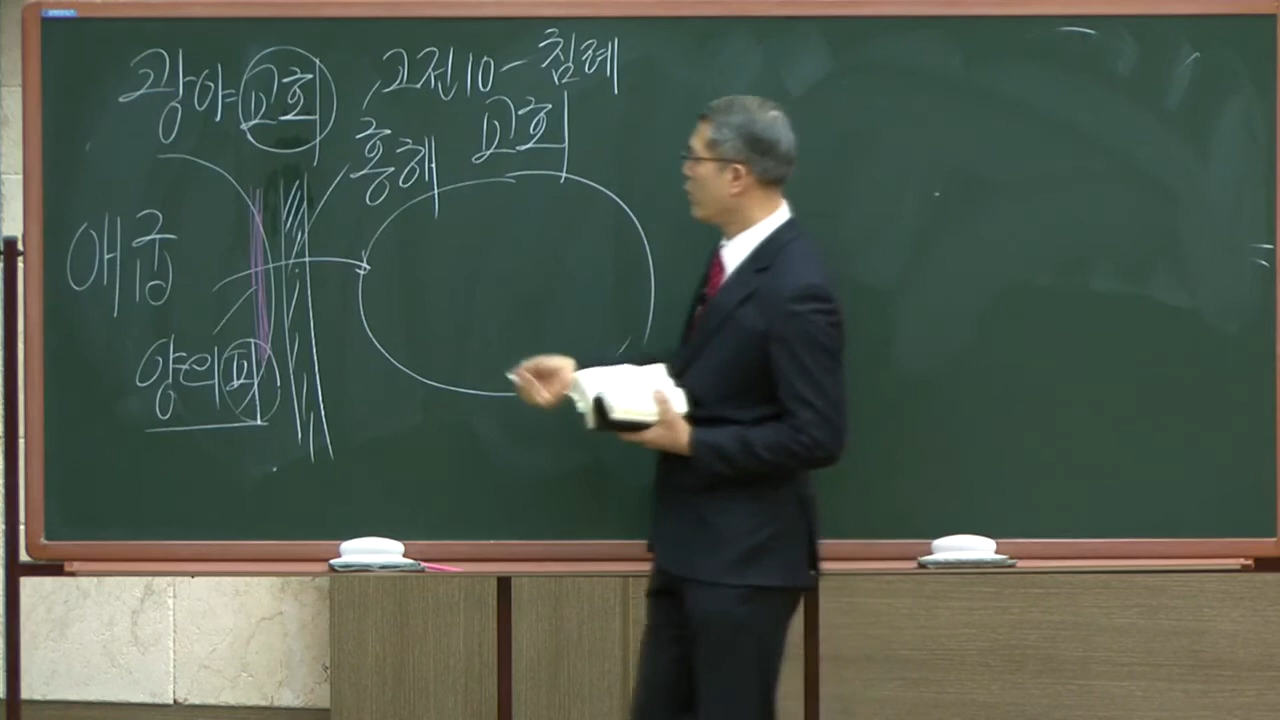 광야교회
고전10-침례
홍해
교회
애굽
양의피